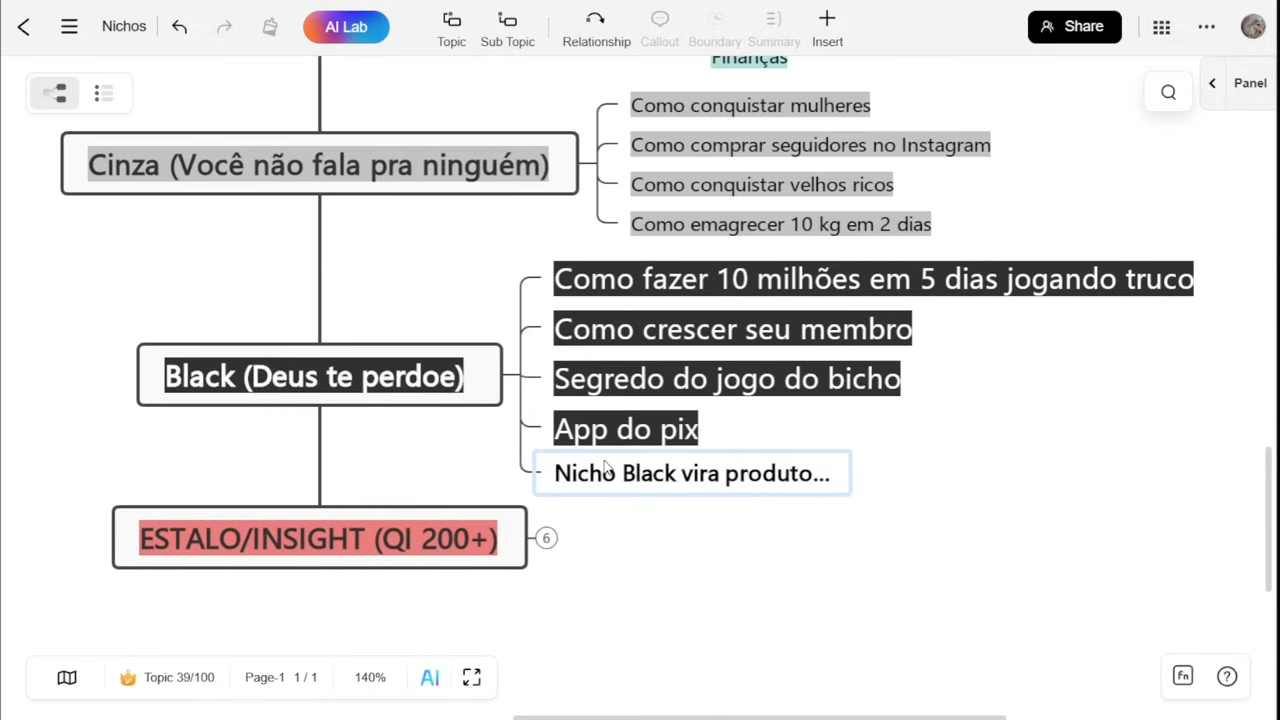 Nichos
AI Lab
Topic
Sub Topic
Relationship
Callout
Boundary
Summary
Insert
Share
Panel
Finanças
Cinza (Você não fala pra ninguém)
Como conquistar mulheres
Como comprar seguidores no Instagram
Como conquistar velhos ricos
Como emagrecer 10 kg em 2 dias
Black (Deus te perdoe)
Como fazer 10 milhões em 5 dias jogando truco
Como crescer seu membro
Segredo do jogo do bicho
App do pix
Nicho Black vira produto...
ESTALO/INSIGHT (QI 200+)
6
Topic 39/100
Page-1 1 / 1
140%
AI
Fn
?